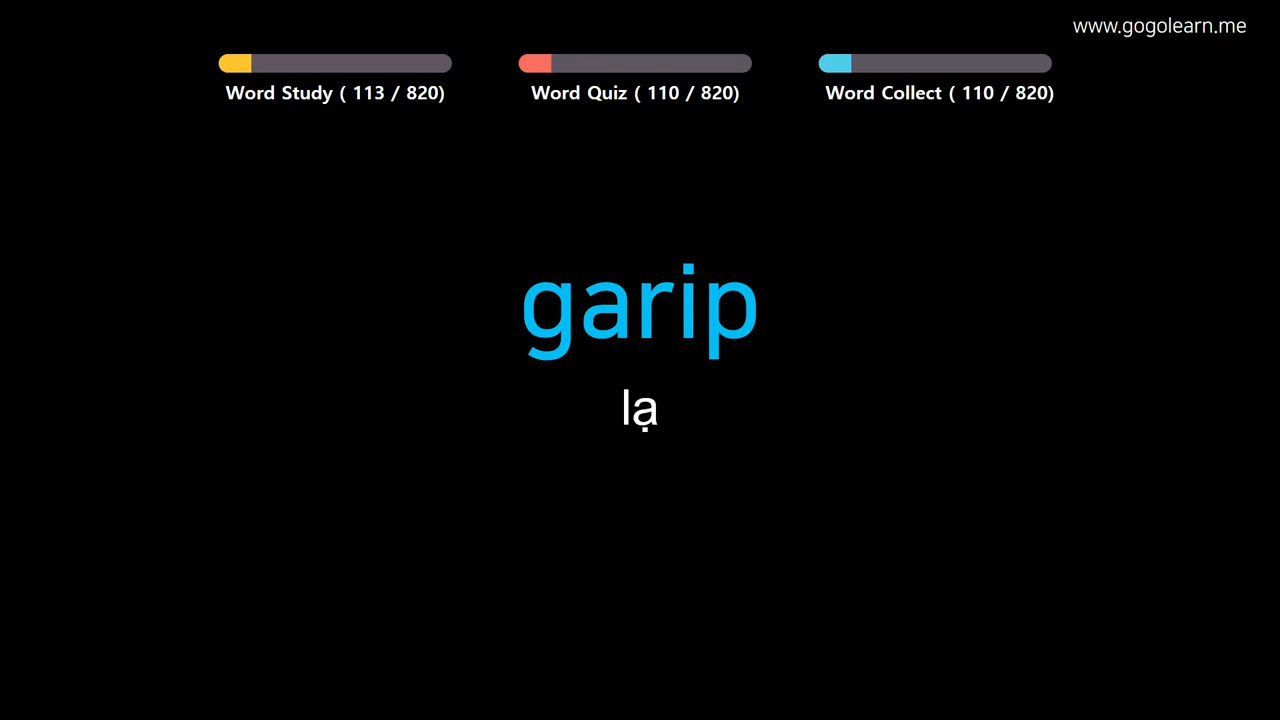 www.gogolearn.me
Word Study ( 113 / 820)
Word Quiz ( 110 / 820)
Word Collect ( 110 / 820)
garip
lạ